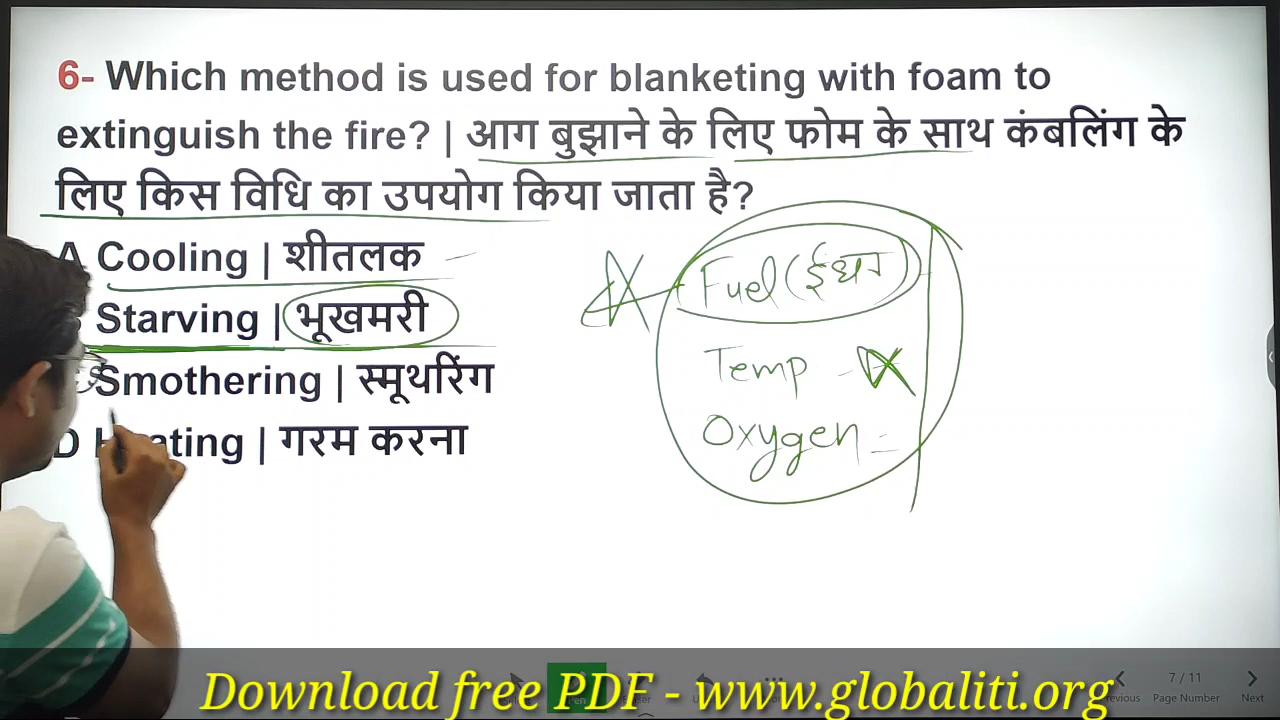 6- Which method is used for blanketing with foam to
extinguish the fire? | आग बुझाने के लिए फोम के साथ कंबलिंग के
लिए किस विधि का उपयोग किया जाता है?
A Cooling | शीतलक
Starving | भूखमरी
Smothering | स्मूथरिंग
D H ating | गरम करना
Fuel (ईंधन)
Temp
Oxygen
Download free PDF - www.globaliti.org
7 / 11
Page Number
Next